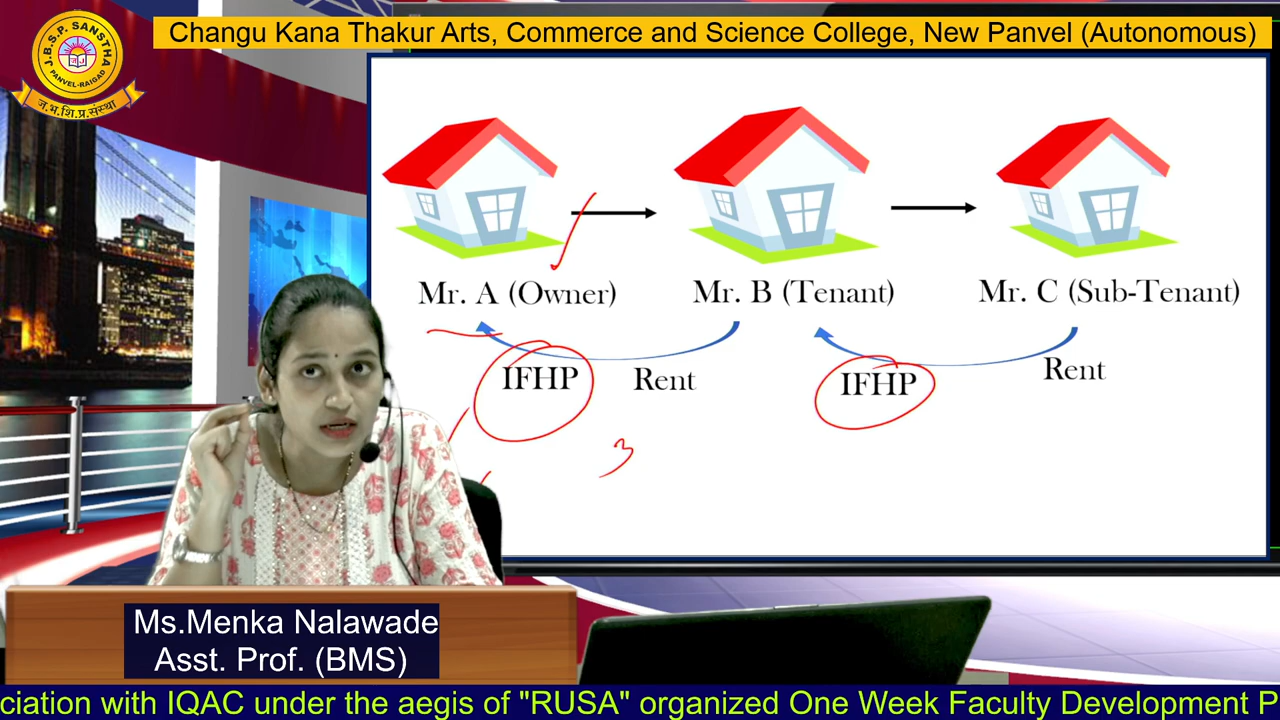 Changu Kana Thakur Arts, Commerce and Science College, New Panvel (Autonomous)
J.B.S.P. SANSTHA
PANVEL-RAIGAD
ज.भ.शि.प्र.संस्था
Mr. A (Owner)
Mr. B (Tenant)
Mr. C (Sub-Tenant)
IFHP
Rent
IFHP
Rent
3
Ms.Menka Nalawade
Asst. Prof. (BMS)
ciation with IQAC under the aegis of "RUSA" organized One Week Faculty Development P